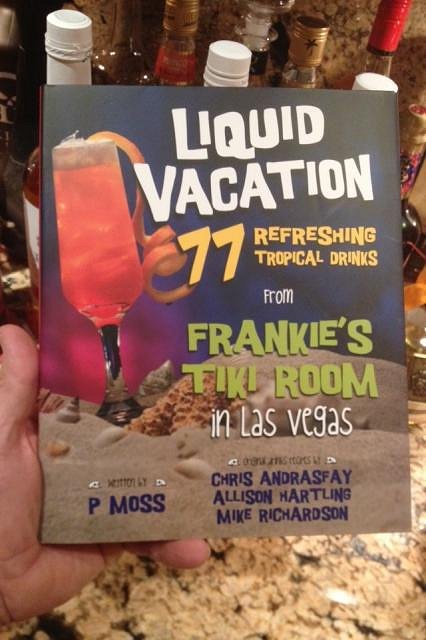 LIQUID
VACATION
77 REFRESHING
TROPICAL DRINKS
FROM
FRANKIE'S
TIKI ROOM
in Las Vegas
written by
P MOSS
original drinks recipes by
CHRIS ANDRASFAY
ALLISON HARTLING
MIKE RICHARDSON